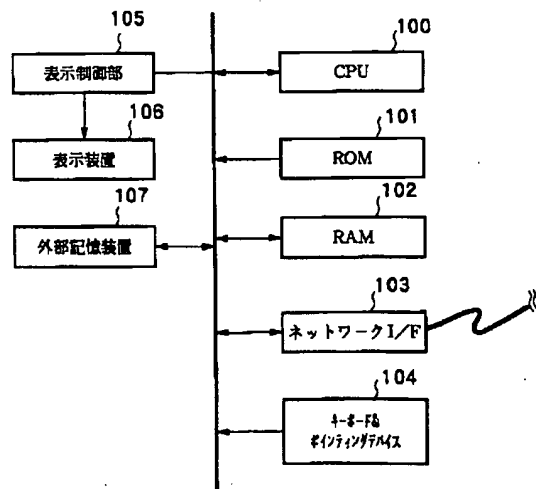 105
表示制御部
100
CPU
106
表示装置
101
ROM
107
外部記憶装置
102
RAM
103
ネットワークI/F
104
キーボード&
ポインティングデバイス